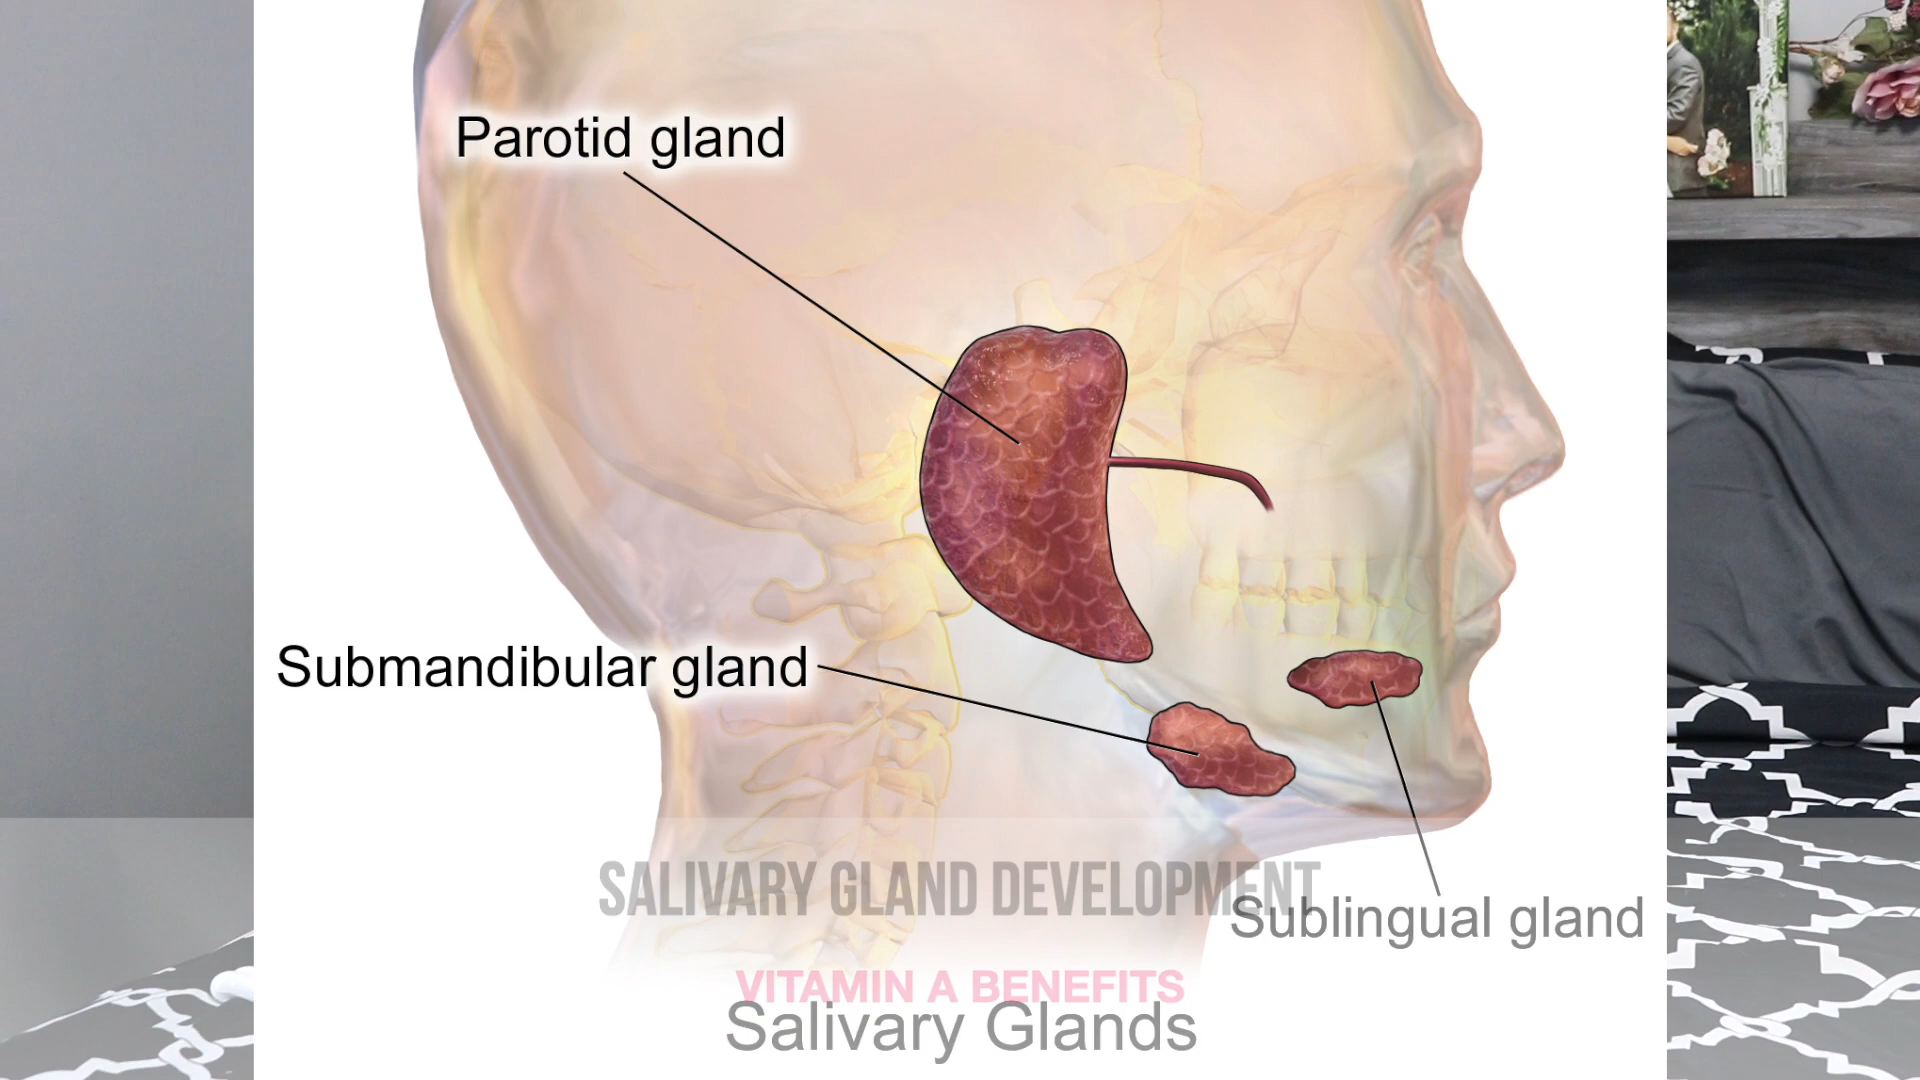 Parotid gland
Submandibular gland
SALIVARY GLAND DEVELOPMENT
Sublingual gland
VITAMIN A BENEFITS
Salivary Glands